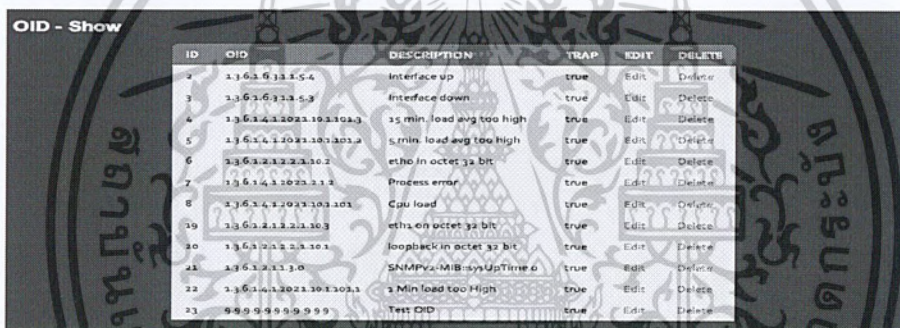 OID - Show
ID OID DESCRIPTION TRAP EDIT DELETE
2 1.3.6.1.6.3.1.1.5.4 Interface up true Edit Delete
3 1.3.6.1.6.3.1.1.5.3 Interface down true Edit Delete
4 1.3.6.1.4.1.2021.10.1.101.3 15 min. load avg too high true Edit Delete
5 1.3.6.1.4.1.2021.10.1.101.2 5 min. load avg too high true Edit Delete
6 1.3.6.1.2.1.2.2.1.10.2 eth0 in octet 32 bit true Edit Delete
7 1.3.6.1.4.1.2021.2.1.2 Process error true Edit Delete
8 1.3.6.1.4.1.2021.10.1.101 Cpu load true Edit Delete
19 1.3.6.1.2.1.2.2.1.10.3 eth1 on octet 32 bit true Edit Delete
20 1.3.6.1.2.1.2.2.1.10.1 loopback in octet 32 bit true Edit Delete
21 1.3.6.1.2.1.1.3.0 SNMPv2-MIB::sysUpTime.0 true Edit Delete
22 1.3.6.1.4.1.2021.10.1.101.1 1 Min load too High true Edit Delete
23 9.9.9.9.9.9.9.999 Test OID true Edit Delete